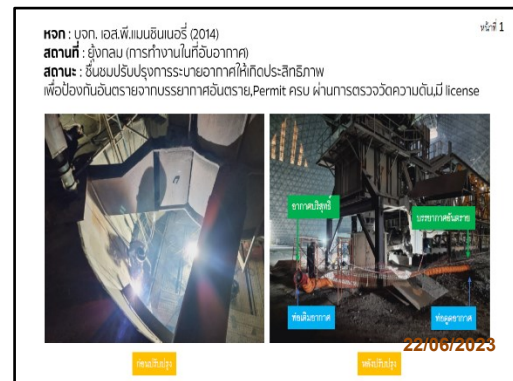 หน้าที่ 1
หจก : บจก. เอส.พี.แมนชินเนอรี่ (2014)
สถานที่ : ยุ้งกลม (การทำงานในที่อับอากาศ)
สถานะ : ชื่นชมปรับปรุงการระบายอากาศให้เกิดประสิทธิภาพ
เพื่อป้องกันอันตรายจากบรรยากาศอันตราย,Permit ครบ ผ่านการตรวจวัดความดัน,มี license
อากาศบริสุทธิ์
บรรยากาศอันตราย
ท่อเติมอากาศ
ท่อดูดอากาศ
22/06/2023
ก่อนปรับปรุง
หลังปรับปรุง